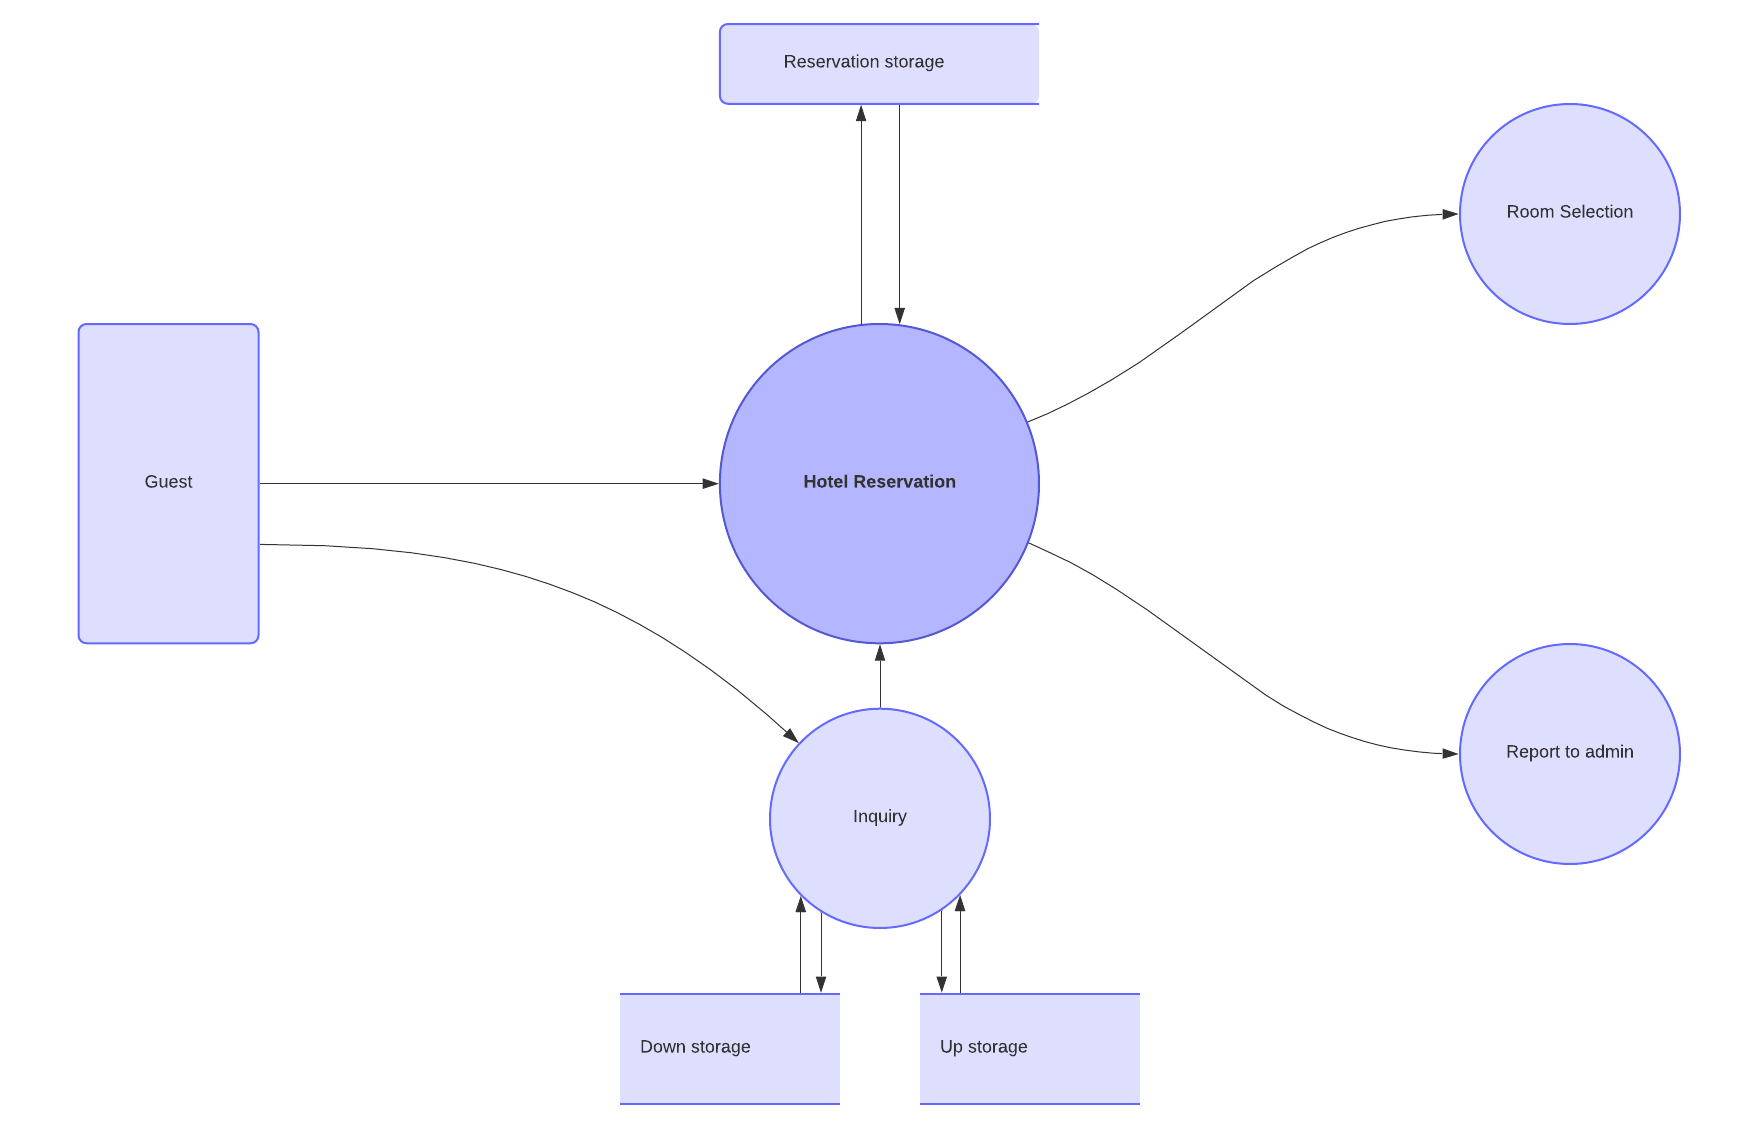 Reservation storage
Room Selection
Guest
Hotel Reservation
Report to admin
Inquiry
Down storage
Up storage